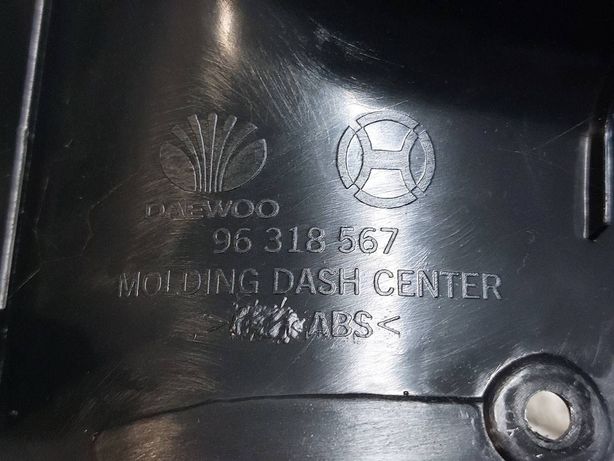 DAEWOO
96 318 567
MOLDING DASH CENTER
ABS<